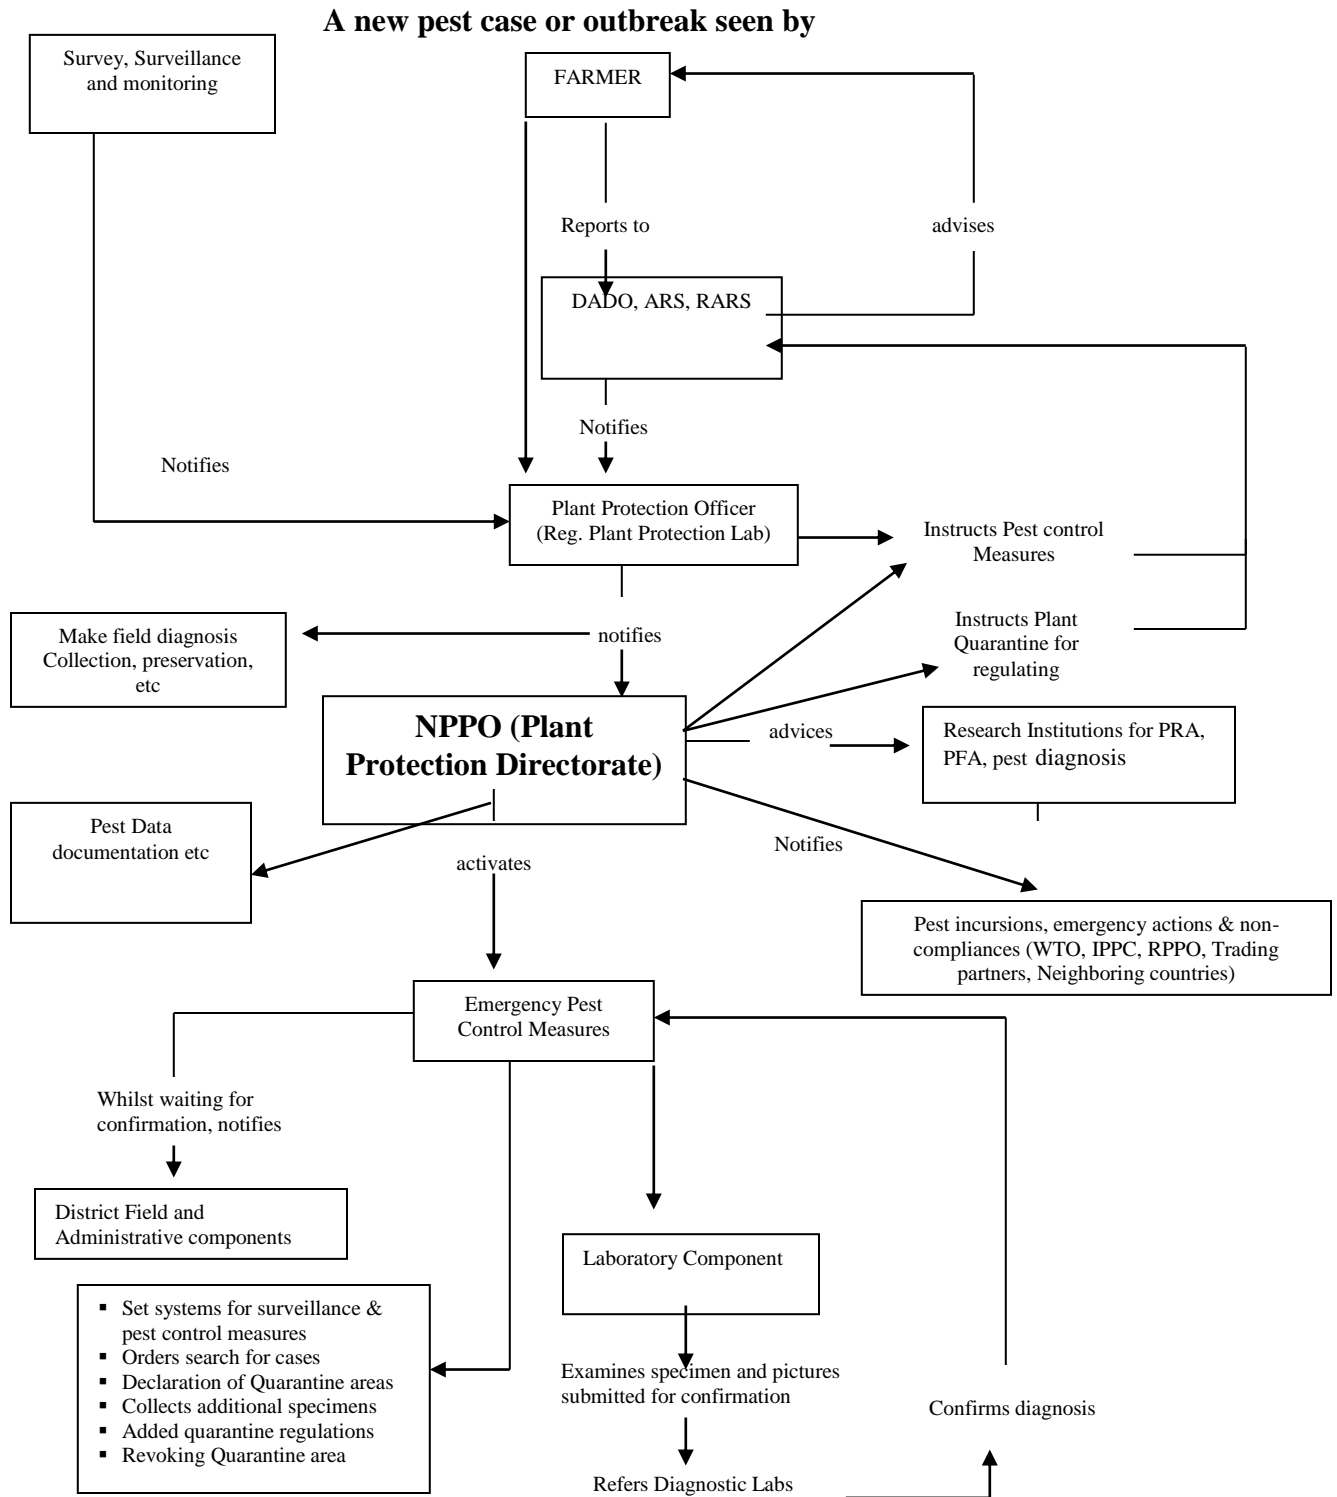 A new pest case or outbreak seen by
Survey, Surveillance
and monitoring
FARMER
Reports to
advises
DADO, ARS, RARS
Notifies
Notifies
Plant Protection Officer
(Reg. Plant Protection Lab)
Instructs Pest control
Measures
Make field diagnosis
Collection, preservation,
etc
notifies
Instructs Plant
Quarantine for
regulating
NPPO (Plant
Protection Directorate)
advices
Research Institutions for PRA,
PFA, pest diagnosis
Pest Data
documentation etc
activates
Notifies
Pest incursions, emergency actions & non-
compliances (WTO, IPPC, RPPO, Trading
partners, Neighboring countries)
Emergency Pest
Control Measures
Whilst waiting for
confirmation, notifies
District Field and
Administrative components
Laboratory Component
▪ Set systems for surveillance &
pest control measures
▪ Orders search for cases
▪ Declaration of Quarantine areas
▪ Collects additional specimens
▪ Added quarantine regulations
▪ Revoking Quarantine area
Examines specimen and pictures
submitted for confirmation
Confirms diagnosis
Refers Diagnostic Labs